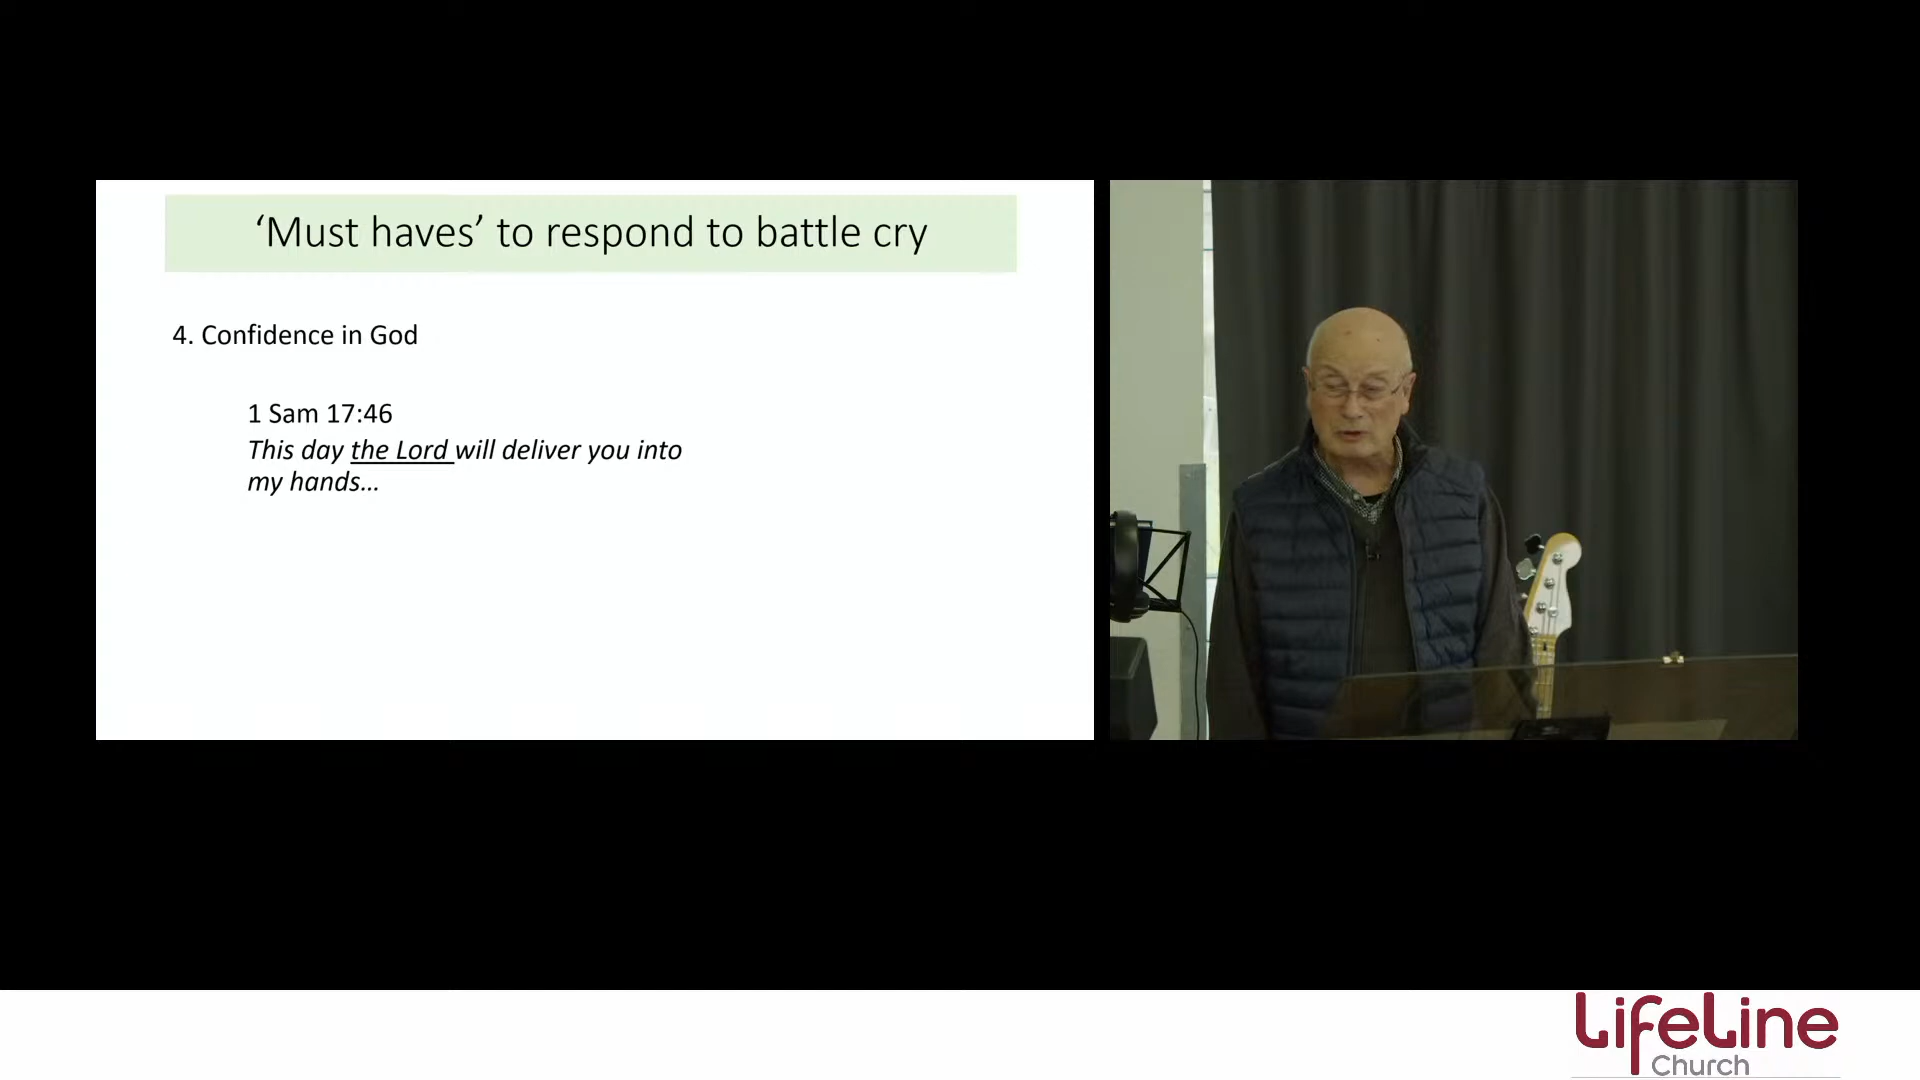 ‘Must haves’ to respond to battle cry
4. Confidence in God
1 Sam 17:46
This day the Lord will deliver you into
my hands...
LifeLine
Church